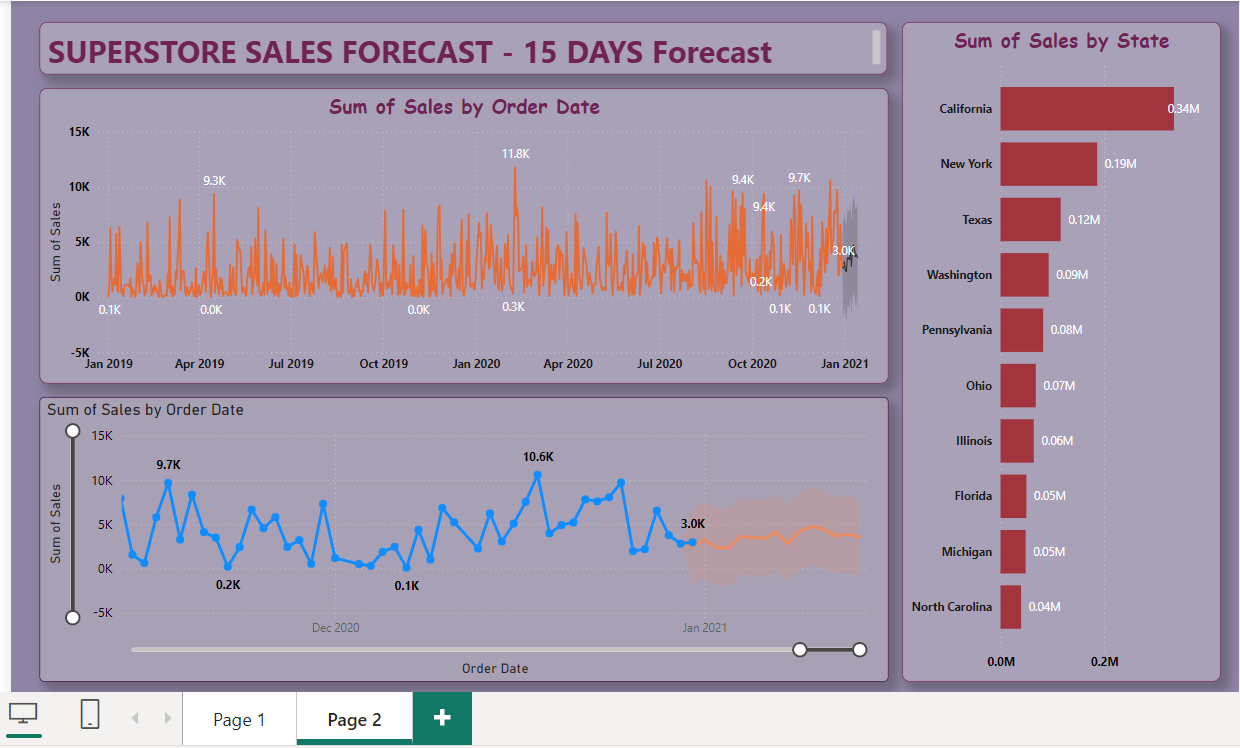 SUPERSTORE SALES FORECAST - 15 DAYS Forecast
Sum of Sales by Order Date
Sum of Sales
15K
10K
5K
0K
-5K
11.8K
9.3K
9.4K
9.7K
9.4K
3.0K
0.2K
0.1K
0.0K
0.0K
0.3K
0.1K
0.1K
Jan 2019
Apr 2019
Jul 2019
Oct 2019
Jan 2020
Apr 2020
Jul 2020
Oct 2020
Jan 2021
Sum of Sales by Order Date
Sum of Sales
15K
10K
5K
0K
-5K
9.7K
10.6K
3.0K
0.2K
0.1K
Dec 2020
Jan 2021
Order Date
Sum of Sales by State
California 0.34M
New York 0.19M
Texas 0.12M
Washington 0.09M
Pennsylvania 0.08M
Ohio 0.07M
Illinois 0.06M
Florida 0.05M
Michigan 0.05M
North Carolina 0.04M
0.0M
0.2M
Page 1
Page 2